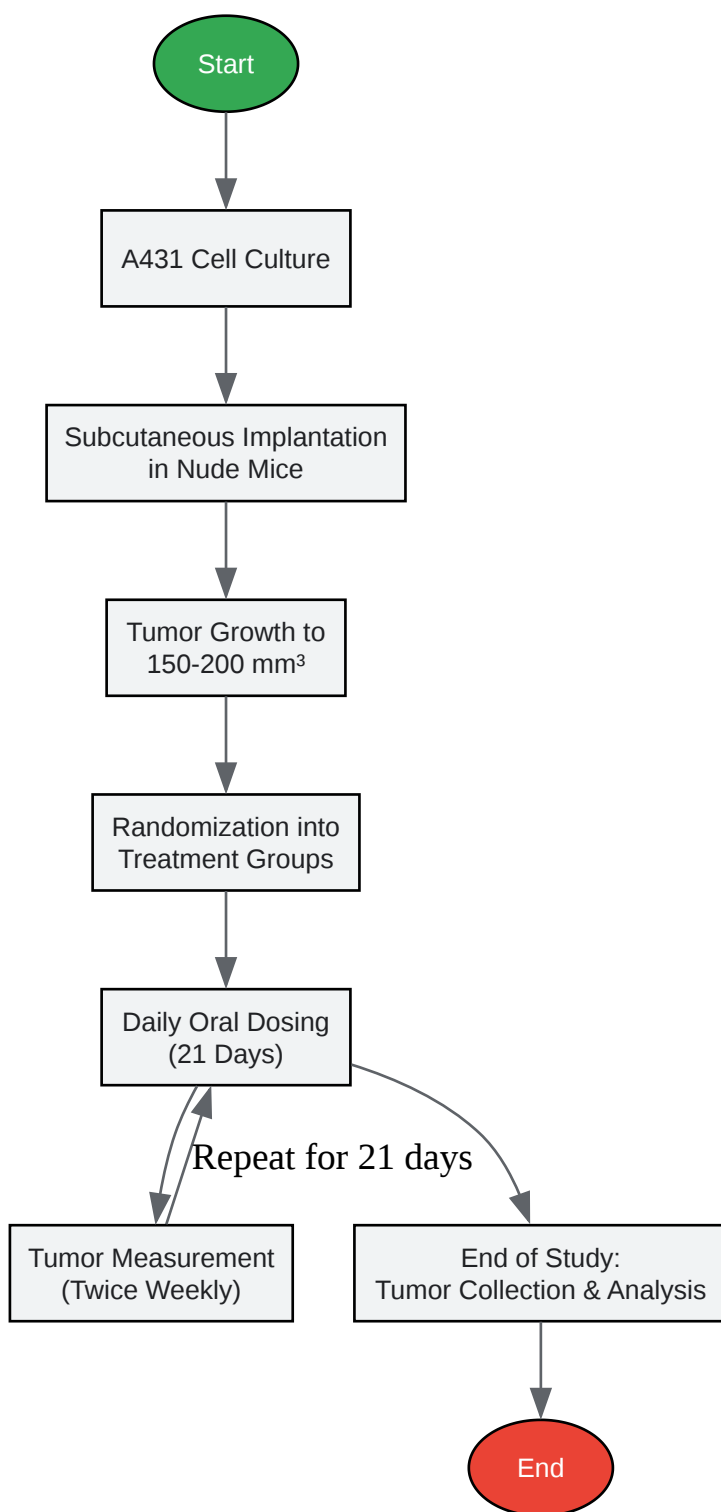 Start
A431 Cell Culture
Subcutaneous Implantation
in Nude Mice
Tumor Growth to
150-200 mm³
Randomization into
Treatment Groups
Daily Oral Dosing
(21 Days)
Repeat for 21 days
Tumor Measurement
(Twice Weekly)
End of Study:
Tumor Collection & Analysis
End